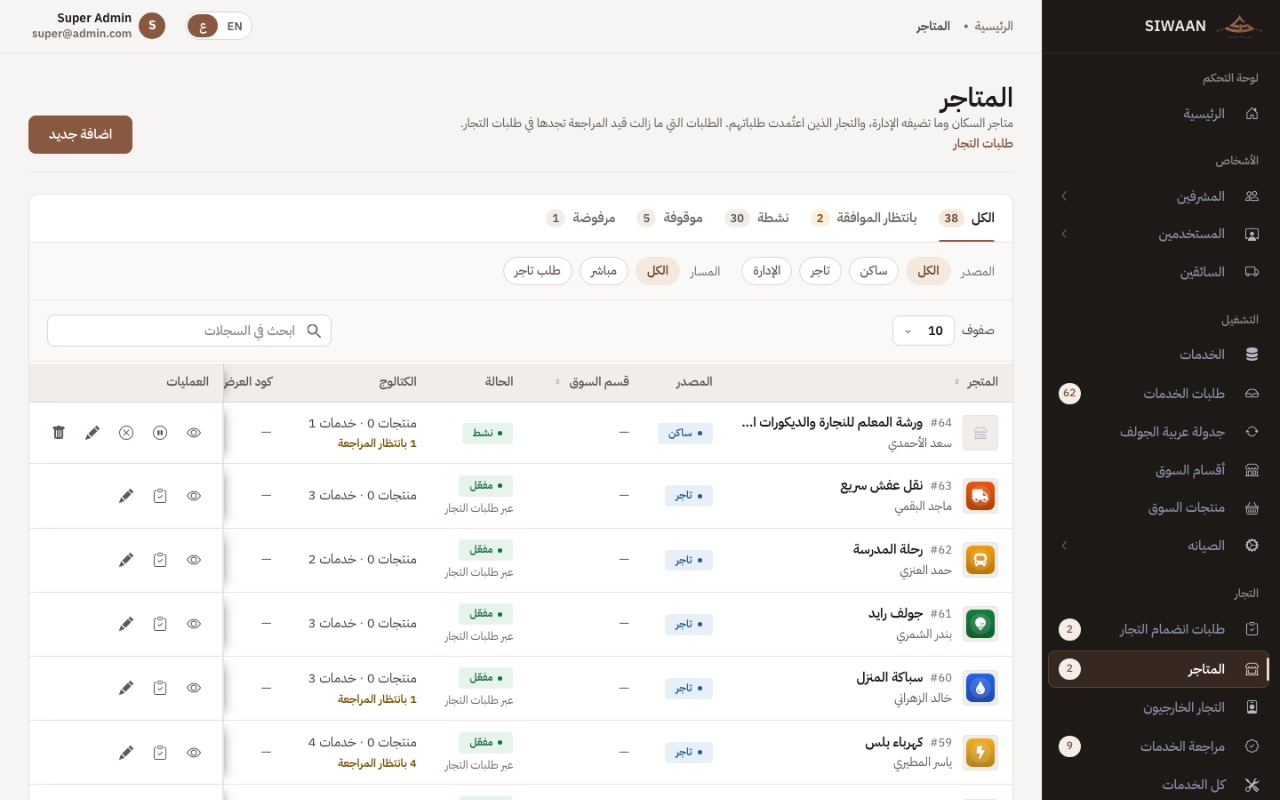 SIWAAN
لوحة التحكم
الرئيسية
الأشخاص
المشرفين
المستخدمين
السائقين
التشغيل
الخدمات
طلبات الخدمات 62
جدولة عربية الجولف
أقسام السوق
منتجات السوق
الصيانه
التجار
طلبات انضمام التجار 2
المتاجر 2
التجار الخارجيون
مراجعة الخدمات 9
كل الخدمات
الرئيسية • المتاجر
EN ع
S Super Admin
super@admin.com
المتاجر
متاجر السكان وما تضيفه الإدارة، والتجار الذين اعتُمدت طلباتهم. الطلبات التي ما زالت قيد المراجعة تجدها في طلبات التجار.
طلبات التجار
اضافة جديد
الكل 38 بانتظار الموافقة 2 نشطة 30 موقوفة 5 مرفوضة 1
المصدر الكل ساكن تاجر الإدارة المسار الكل مباشر طلب تاجر
صفوف 10 ابحث في السجلات
المتجر المصدر قسم السوق الحالة الكتالوج كود العرض العمليات
#64 ورشة المعلم للنجارة والديكورات ا... ساكن — نشط منتجات 0 · خدمات 1 —
سعد الأحمدي 1 بانتظار المراجعة
#63 نقل عفش سريع تاجر — مفعّل منتجات 0 · خدمات 3 —
ماجد البقمي عبر طلبات التجار
#62 رحلة المدرسة تاجر — مفعّل منتجات 0 · خدمات 2 —
حمد العنزي عبر طلبات التجار
#61 جولف رايد تاجر — مفعّل منتجات 0 · خدمات 3 —
بندر الشمري عبر طلبات التجار
#60 سباكة المنزل تاجر — مفعّل منتجات 0 · خدمات 3 —
خالد الزهراني عبر طلبات التجار 1 بانتظار المراجعة
#59 كهرباء بلس تاجر — مفعّل منتجات 0 · خدمات 4 —
ياسر المطيري عبر طلبات التجار 4 بانتظار المراجعة